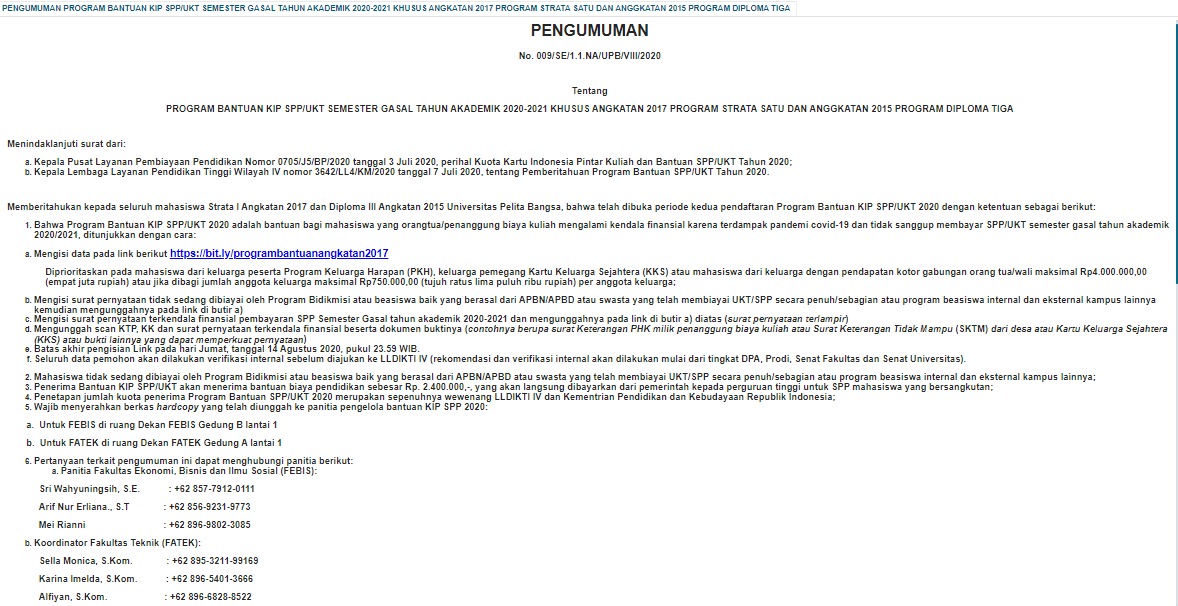 PENGUMUMAN PROGRAM BANTUAN KIP SPP/UKT SEMESTER GASAL TAHUN AKADEMIK 2020-2021 KHUSUS ANGKATAN 2017 PROGRAM STRATA SATU DAN ANGGKATAN 2015 PROGRAM DIPLOMA TIGA
PENGUMUMAN
No. 009/SE/1.1.NA/UPB/VIII/2020
Tentang
PROGRAM BANTUAN KIP SPP/UKT SEMESTER GASAL TAHUN AKADEMIK 2020-2021 KHUSUS ANGKATAN 2017 PROGRAM STRATA SATU DAN ANGGKATAN 2015 PROGRAM DIPLOMA TIGA
Menindaklanjuti surat dari:
a. Kepala Pusat Layanan Pembiayaan Pendidikan Nomor 0705/J5/BP/2020 tanggal 3 Juli 2020, perihal Kuota Kartu Indonesia Pintar Kuliah dan Bantuan SPP/UKT Tahun 2020;
b. Kepala Lembaga Layanan Pendidikan Tinggi Wilayah IV nomor 3642/LL4/KM/2020 tanggal 7 Juli 2020, tentang Pemberitahuan Program Bantuan SPP/UKT Tahun 2020.
Memberitahukan kepada seluruh mahasiswa Strata I Angkatan 2017 dan Diploma III Angkatan 2015 Universitas Pelita Bangsa, bahwa telah dibuka periode kedua pendaftaran Program Bantuan KIP SPP/UKT 2020 dengan ketentuan sebagai berikut:
1. Bahwa Program Bantuan KIP SPP/UKT 2020 adalah bantuan bagi mahasiswa yang orangtua/penanggung biaya kuliah mengalami kendala finansial karena terdampak pandemi covid-19 dan tidak sanggup membayar SPP/UKT semester gasal tahun akademik
2020/2021, ditunjukkan dengan cara:
a. Mengisi data pada link berikut https://bit.ly/programbantuanangkatan2017
Diprioritaskan pada mahasiswa dari keluarga peserta Program Keluarga Harapan (PKH), keluarga pemegang Kartu Keluarga Sejahtera (KKS) atau mahasiswa dari keluarga dengan pendapatan kotor gabungan orang tua/wali maksimal Rp4.000.000,00
(empat juta rupiah) atau jika dibagi jumlah anggota keluarga maksimal Rp750.000,00 (tujuh ratus lima puluh ribu rupiah) per anggota keluarga;
b. Mengisi surat pernyataan tidak sedang dibiayai oleh Program Bidikmisi atau beasiswa baik yang berasal dari APBN/APBD atau swasta yang telah membiayai UKT/SPP secara penuh/sebagian atau program beasiswa internal dan eksternal kampus lainnya
kemudian mengunggahnya pada link di butir a)
c. Mengisi surat pernyataan terkendala finansial pembayaran SPP Semester Gasal tahun akademik 2020-2021 dan mengunggahnya pada link di butir a) diatas (surat pernyataan terlampir)
d. Mengunggah scan KTP, KK dan surat pernyataan terkendala finansial beserta dokumen buktinya (contohnya berupa surat Keterangan PHK milik penanggung biaya kuliah atau Surat Keterangan Tidak Mampu (SKTM) dari desa atau Kartu Keluarga Sejahtera
(KKS) atau bukti lainnya yang dapat memperkuat pernyataan)
e. Batas akhir pengisian Link pada hari Jumat, tanggal 14 Agustus 2020, pukul 23.59 WIB.
f. Seluruh data pemohon akan dilakukan verifikasi internal sebelum diajukan ke LLDIKTI IV (rekomendasi dan verifikasi internal akan dilakukan mulai dari tingkat DPA, Prodi, Senat Fakultas dan Senat Universitas).
2. Mahasiswa tidak sedang dibiayai oleh Program Bidikmisi atau beasiswa baik yang berasal dari APBN/APBD atau swasta yang telah membiayai UKT/SPP secara penuh/sebagian atau program beasiswa internal dan eksternal kampus lainnya;
3. Penerima Bantuan KIP SPP/UKT akan menerima bantuan biaya pendidikan sebesar Rp. 2.400.000,-, yang akan langsung dibayarkan dari pemerintah kepada perguruan tinggi untuk SPP mahasiswa yang bersangkutan;
4. Penetapan jumlah kuota penerima Program Bantuan SPP/UKT 2020 merupakan sepenuhnya wewenang LLDIKTI IV dan Kementrian Pendidikan dan Kebudayaan Republik Indonesia;
5. Wajib menyerahkan berkas hardcopy yang telah diunggah ke panitia pengelola bantuan KIP SPP 2020:
a. Untuk FEBIS di ruang Dekan FEBIS Gedung B lantai 1
b. Untuk FATEK di ruang Dekan FATEK Gedung A lantai 1
6. Pertanyaan terkait pengumuman ini dapat menghubungi panitia berikut:
a. Panitia Fakultas Ekonomi, Bisnis dan Ilmu Sosial (FEBIS):
Sri Wahyuningsih, S.E. : +62 857-7912-0111
Arif Nur Erliana., S.T : +62 856-9231-9773
Mei Rianni : +62 896-9802-3085
b. Koordinator Fakultas Teknik (FATEK):
Sella Monica, S.Kom. : +62 895-3211-99169
Karina Imelda, S.Kom. : +62 896-5401-3666
Alfiyan, S.Kom. : +62 896-6828-8522